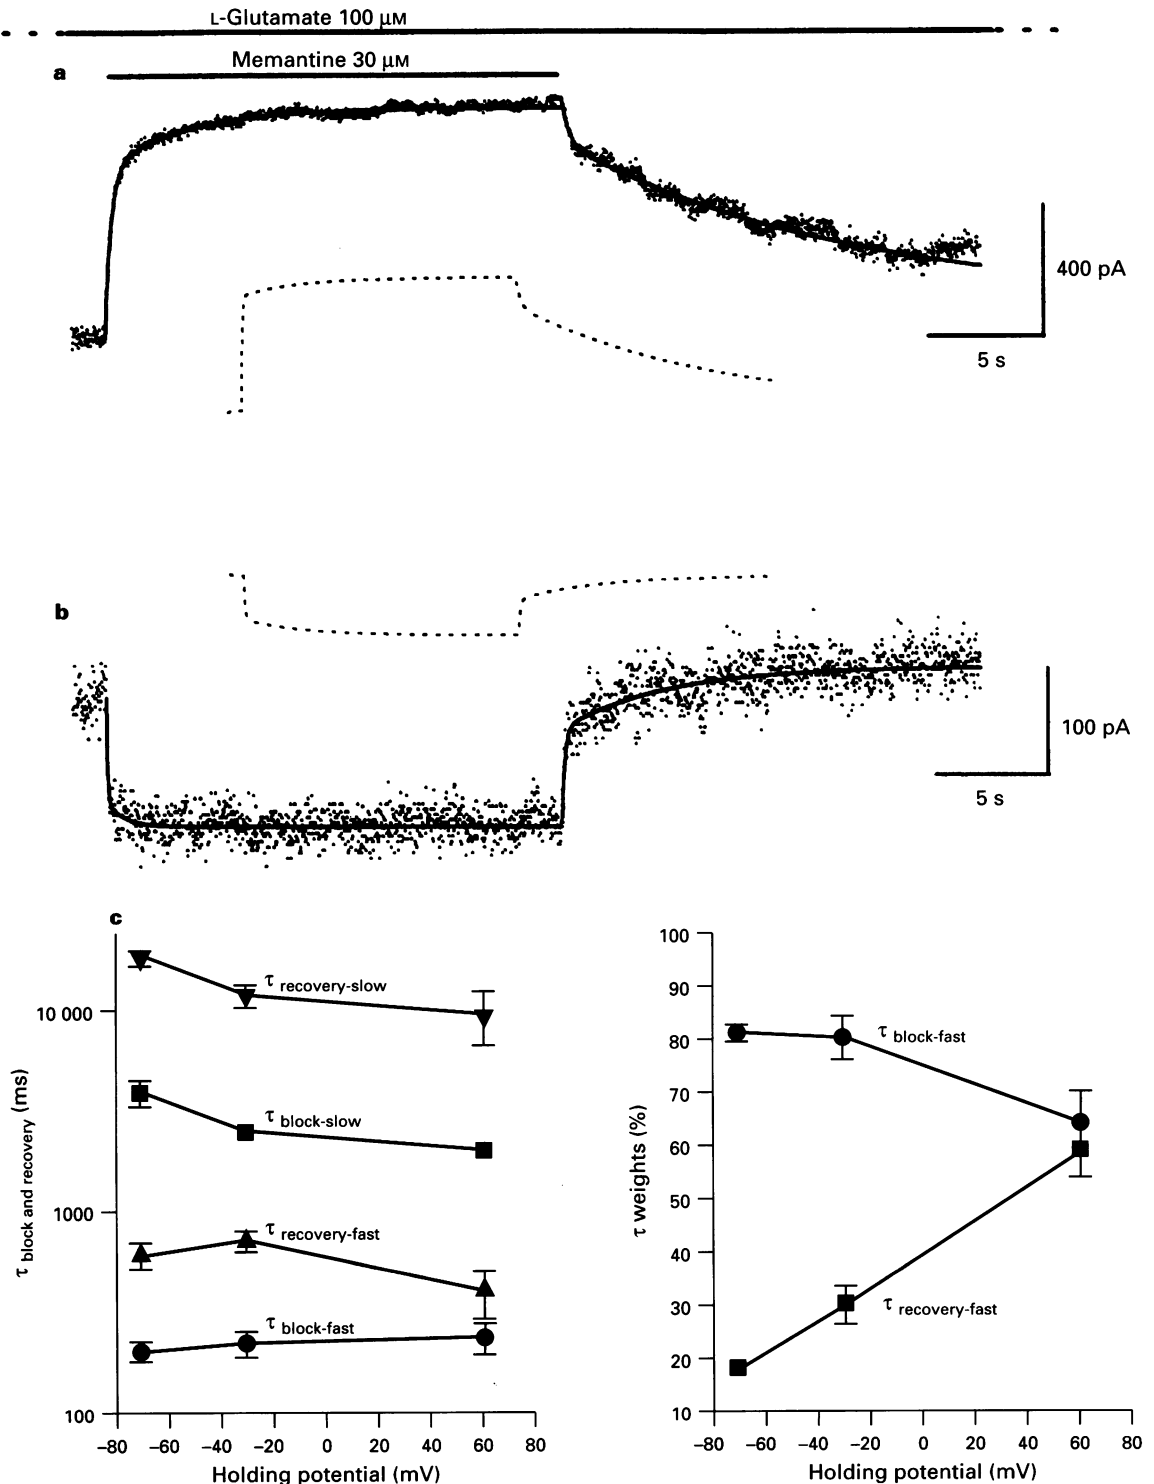 L-Glutamate 100 μM
a
Memantine 30 μM
400 pA
5 s
b
100 pA
5 s
c
τ block and recovery (ms)
10 000
1000
100
τ recovery-slow
τ block-slow
τ recovery-fast
τ block-fast
−80 −60 −40 −20 0 20 40 60 80
Holding potential (mV)
τ weights (%)
100
90
80
70
60
50
40
30
20
10
τ block-fast
τ recovery-fast
−80 −60 −40 −20 0 20 40 60 80
Holding potential (mV)